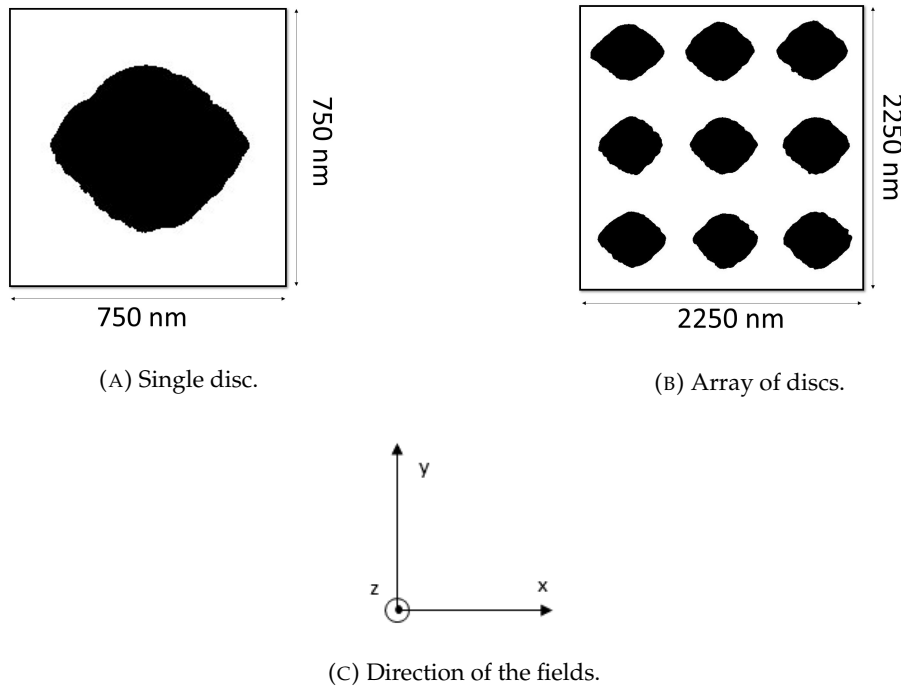 750 nm
750 nm
(A) Single disc.
2250 nm
2250 nm
(B) Array of discs.
y
z
x
(C) Direction of the fields.